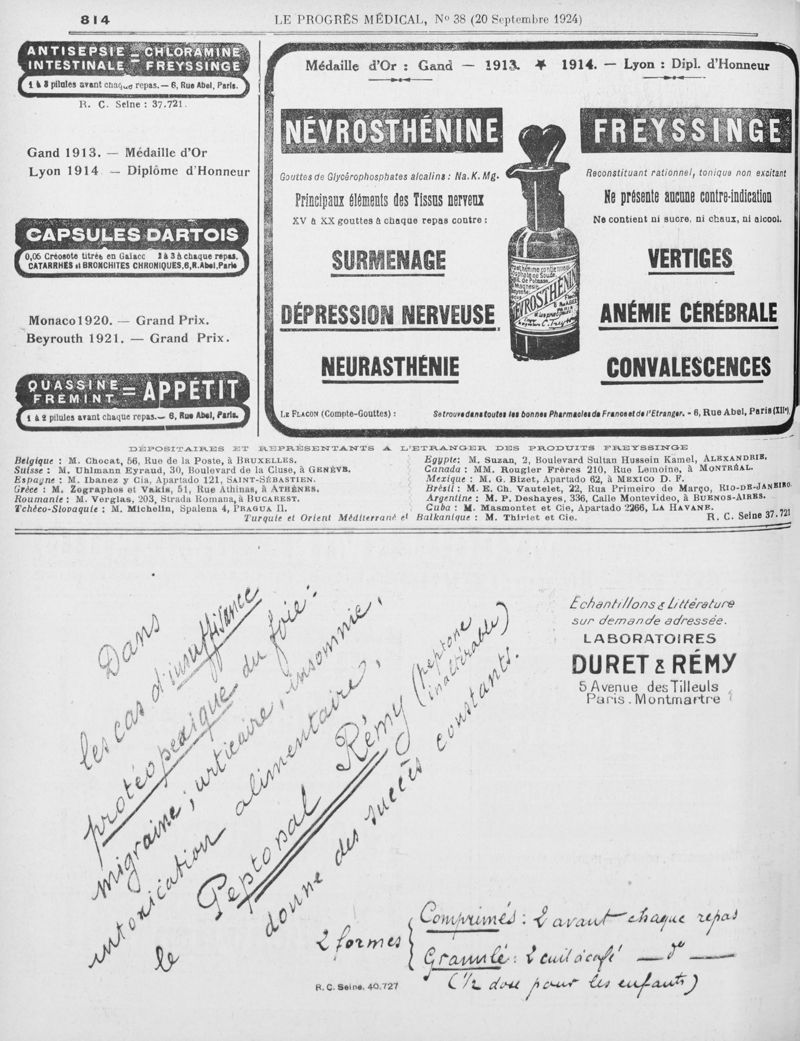 814
LE PROGRÈS MÉDICAL, No 38 (20 Septembre 1924)
ANTISEPSIE = CHLORAMINE
INTESTINALE = FREYSSINGE
1 à 3 pilules avant chaque repas. — 6, Rue Abel, Paris.
R. C. Seine : 37.721.
Gand 1913. — Médaille d'Or
Lyon 1914 — Diplôme d'Honneur
CAPSULES DARTOIS
0,05 Créosote titrée en Gaïacc 2 à 3 à chaque repas.
CATARRHES et BRONCHITES CHRONIQUES, 6, R. Abel, Paris
Monaco 1920. — Grand Prix.
Beyrouth 1921. — Grand Prix.
QUASSINE
FRÉMINT = APPÉTIT
1 à 2 pilules avant chaque repas. — 6, Rue Abel, Paris.
Médaille d'Or : Gand — 1913. ★ 1914. — Lyon : Dipl. d'Honneur
NÉVROSTHÉNINE FREYSSINGE
Gouttes de Glycérophosphates alcalins : Na. K. Mg.
Principaux éléments des Tissus nerveux
XV à XX gouttes à chaque repas contre :
SURMENAGE
DÉPRESSION NERVEUSE
NEURASTHÉNIE
NÉVROSTHÉNINE
Reconstituant rationnel, tonique non excitant
Ne présente aucune contre-indication
Ne contient ni sucre, ni chaux, ni alcool.
VERTIGES
ANÉMIE CÉRÉBRALE
CONVALESCENCES
LE FLACON (Compte-Gouttes) :
Se trouve dans toutes les bonnes Pharmacies de France et de l'Etranger. - 6, Rue Abel, Paris (XIIe)
DÉPOSITAIRES ET REPRÉSENTANTS A L'ETRANGER DES PRODUITS FREYSSINGE
Belgique : M. Chocat, 56, Rue de la Poste, à BRUXELLES.
Suisse : M. Uhlmann Eyraud, 30, Boulevard de la Cluse, à GENÈVE.
Espagne : M. Ibanez y Cia, Apartado 121, SAINT-SÉBASTIEN.
Grèce : M. Zographos et Vakis, 51, Rue Athinas, à ATHÈNES.
Roumanie : M. Verglas, 203, Strada Romana, à BUCAREST.
Tchéco-Slovaquie : M. Michelin, Spalena 4, PRAGUA II.
Egypte : M. Suzan, 2, Boulevard Sultan Hussein Kamel, ALEXANDRIE.
Canada : MM. Rougier Frères 210, Rue Lemoine, à MONTRÉAL.
Mexique : M. G. Bizet, Apartado 62, à MEXICO D. F.
Brésil : M. E. Ch. Vautelet, 22, Rua Primeiro de Março, RIO-DE-JANEIRO
Argentine : M. P. Deshayes, 336, Calle Montevideo, à BUENOS-AIRES.
Cuba : M. Masmontet et Cie, Apartado 2266, LA HAVANE.
Turquie et Orient Méditerrané et Balkanique : M. Thiriet et Cie.
R. C. Seine 37.721
Dans
les cas d'insuffisance
protéopexique du foie :
migraine, urticaire, insomnie,
intoxication alimentaire,
le Peptonal Rémy (peptone
inaltérable)
donne des succès constants.
Échantillons & Littérature
sur demande adressée.
LABORATOIRES
DURET & RÉMY
5 Avenue des Tilleuls
Paris. Montmartre
2 formes
Comprimés : 2 avant chaque repas
Granulé : 2 cuil à café — do —
(1/2 dose pour les enfants)
R. C. Seine, 40.727